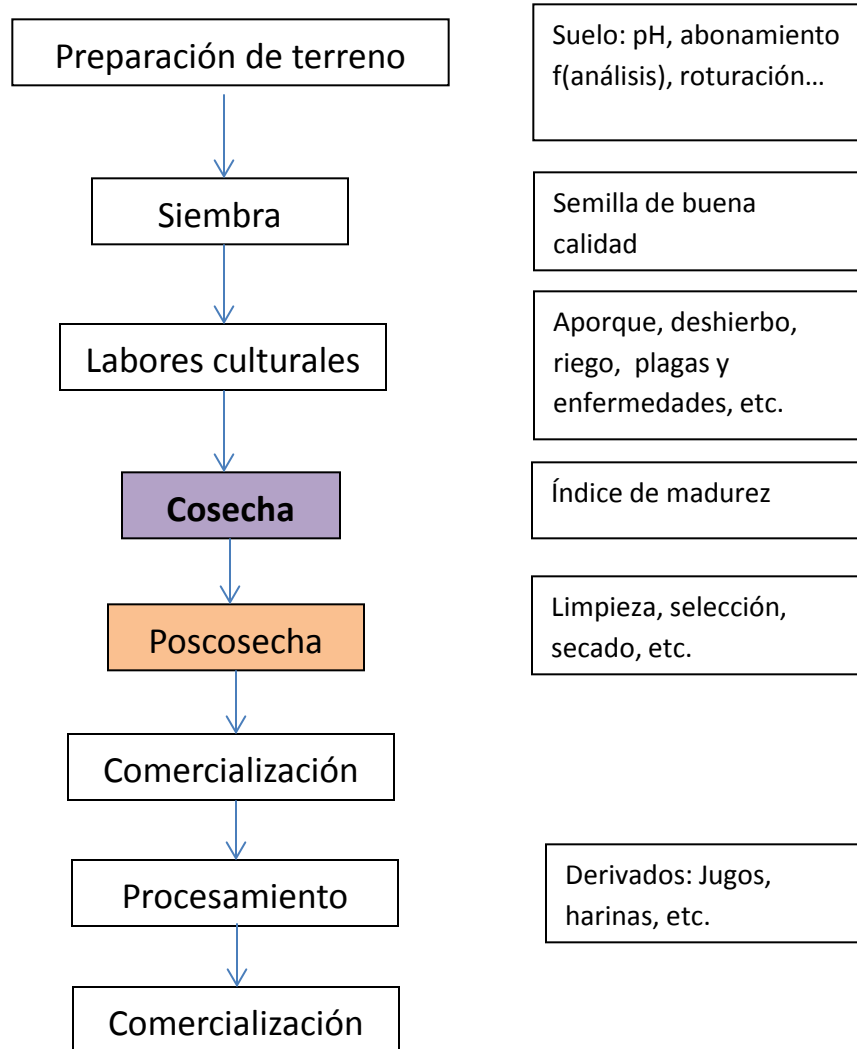 Preparación de terreno
Suelo: pH, abonamiento
f(análisis), roturación…
Siembra
Semilla de buena
calidad
Labores culturales
Aporque, deshierbo,
riego, plagas y
enfermedades, etc.
Cosecha
Índice de madurez
Poscosecha
Limpieza, selección,
secado, etc.
Comercialización
Procesamiento
Derivados: Jugos,
harinas, etc.
Comercialización